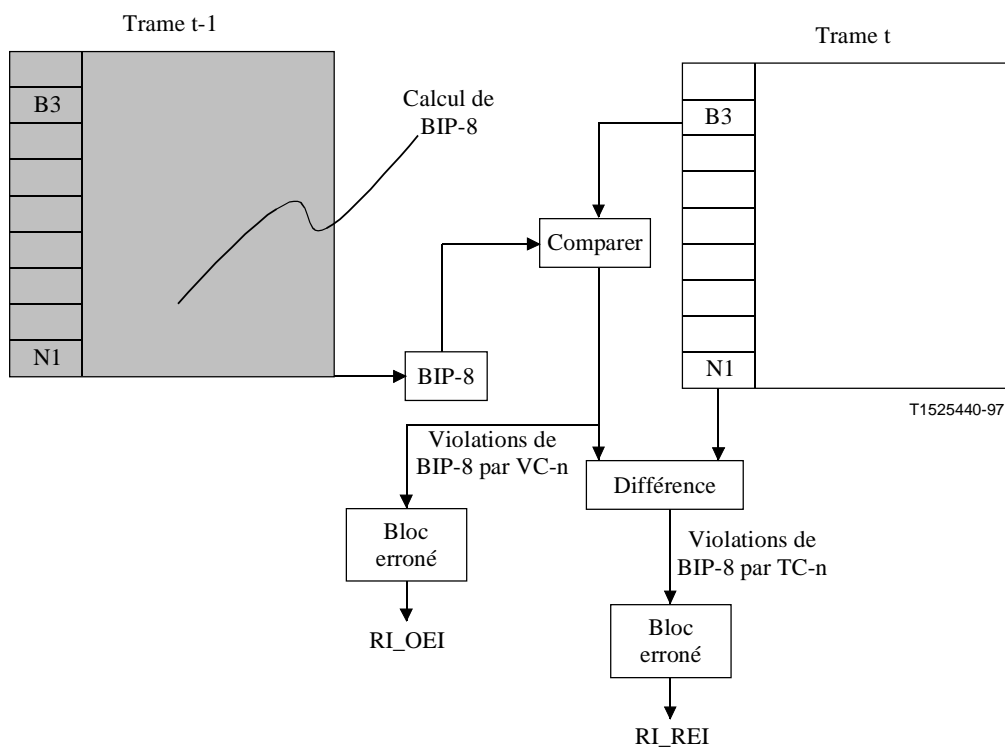 Trame t-1
Trame t
B3
Calcul de
BIP-8
B3
Comparer
N1
BIP-8
N1
T1525440-97
Violations de
BIP-8 par VC-n
Différence
Bloc
erroné
Violations de
BIP-8 par TC-n
RI_OEI
Bloc
erroné
RI_REI